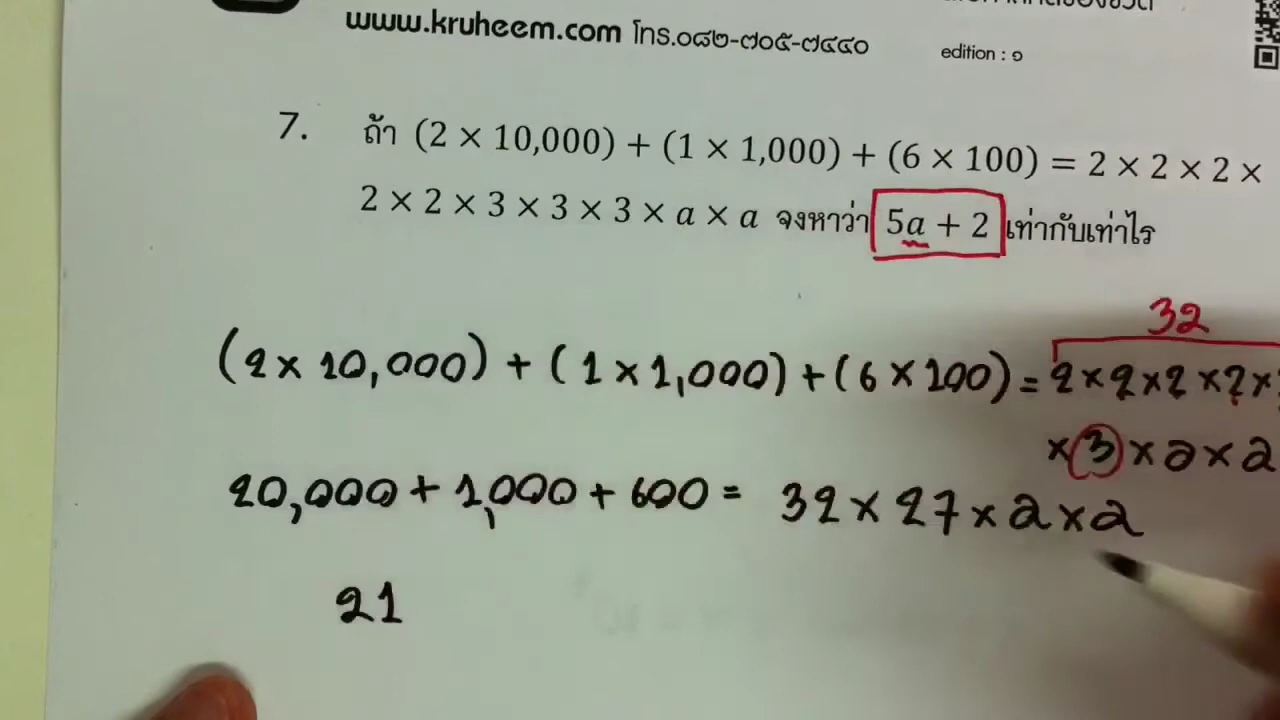 www.kruheem.com โทร.๐๘๒-๗๐๕-๗๔๔๐
edition : ๑
7. ถ้า (2 × 10,000) + (1 × 1,000) + (6 × 100) = 2 × 2 × 2 ×
2 × 2 × 3 × 3 × 3 × a × a จงหาว่า 5a + 2 เท่ากับเท่าไร
32
(2 × 10,000) + (1 × 1,000) + (6 × 100) = 2 × 2 × 2 × 2 ×
× 3 × a × a
20,000 + 1,000 + 600 = 32 × 27 × a × a
21